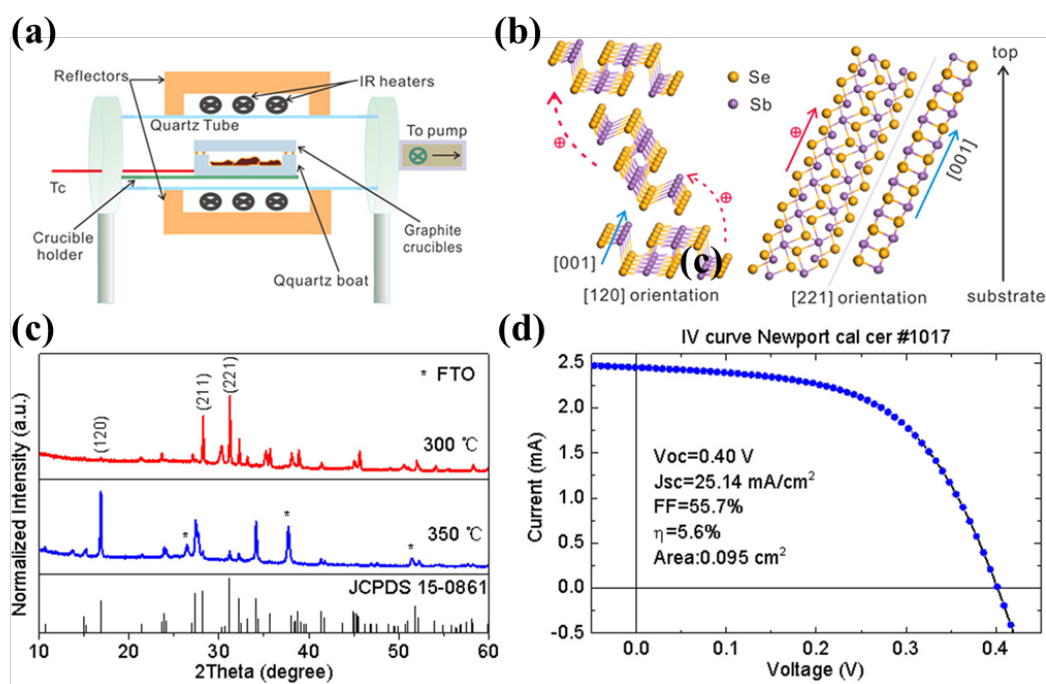 (a)
Reflectors
IR heaters
Quartz Tube
To pump
Tc
Crucible
holder
Graphite
crucibles
Qquartz boat
(b)
Se
Sb
top
[001]
[001]
(c)
[120] orientation
[221] orientation
substrate
(c)
Normalized Intensity (a.u.)
(120)
(211)
(221)
* FTO
300 ℃
*
*
*
350 ℃
JCPDS 15-0861
10 20 30 40 50 60
2Theta (degree)
(d)
IV curve Newport cal cer #1017
Current (mA)
2.5
2.0
1.5
1.0
0.5
0.0
-0.5
Voc=0.40 V
Jsc=25.14 mA/cm²
FF=55.7%
η=5.6%
Area:0.095 cm²
0.0 0.1 0.2 0.3 0.4
Voltage (V)